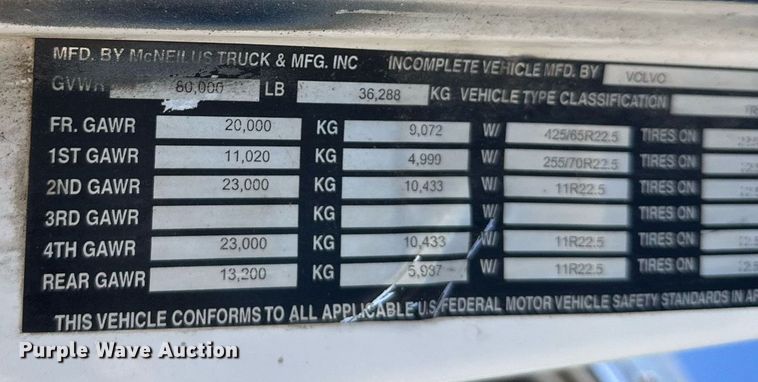 MFD. BY McNEILUS TRUCK & MFG. INC INCOMPLETE VEHICLE MFD. BY VOLVO
GVWR 80,000 LB 36,288 KG VEHICLE TYPE CLASSIFICATION TR
FR. GAWR 20,000 KG 9,072 W/ 425/65R22.5 TIRES ON
1ST GAWR 11,020 KG 4,999 W/ 255/70R22.5 TIRES ON
2ND GAWR 23,000 KG 10,433 W/ 11R22.5 TIRES ON
3RD GAWR KG W/ TIRES ON
4TH GAWR 23,000 KG 10,433 W/ 11R22.5 TIRES ON
REAR GAWR 13,200 KG 5,987 W/ 11R22.5 TIRES ON
THIS VEHICLE CONFORMS TO ALL APPLICABLE U.S. FEDERAL MOTOR VEHICLE SAFETY STANDARDS IN
Purple Wave Auction